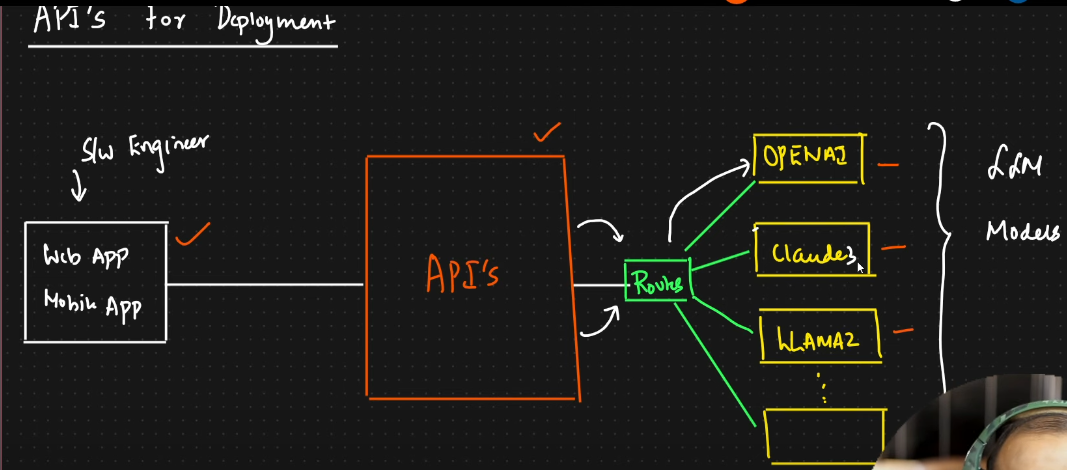 API's for Deployment
S/W Engineer
Web App
Mobile App
API's
Routes
OPENAI
Claude3
LLAMA2
LLM
Models